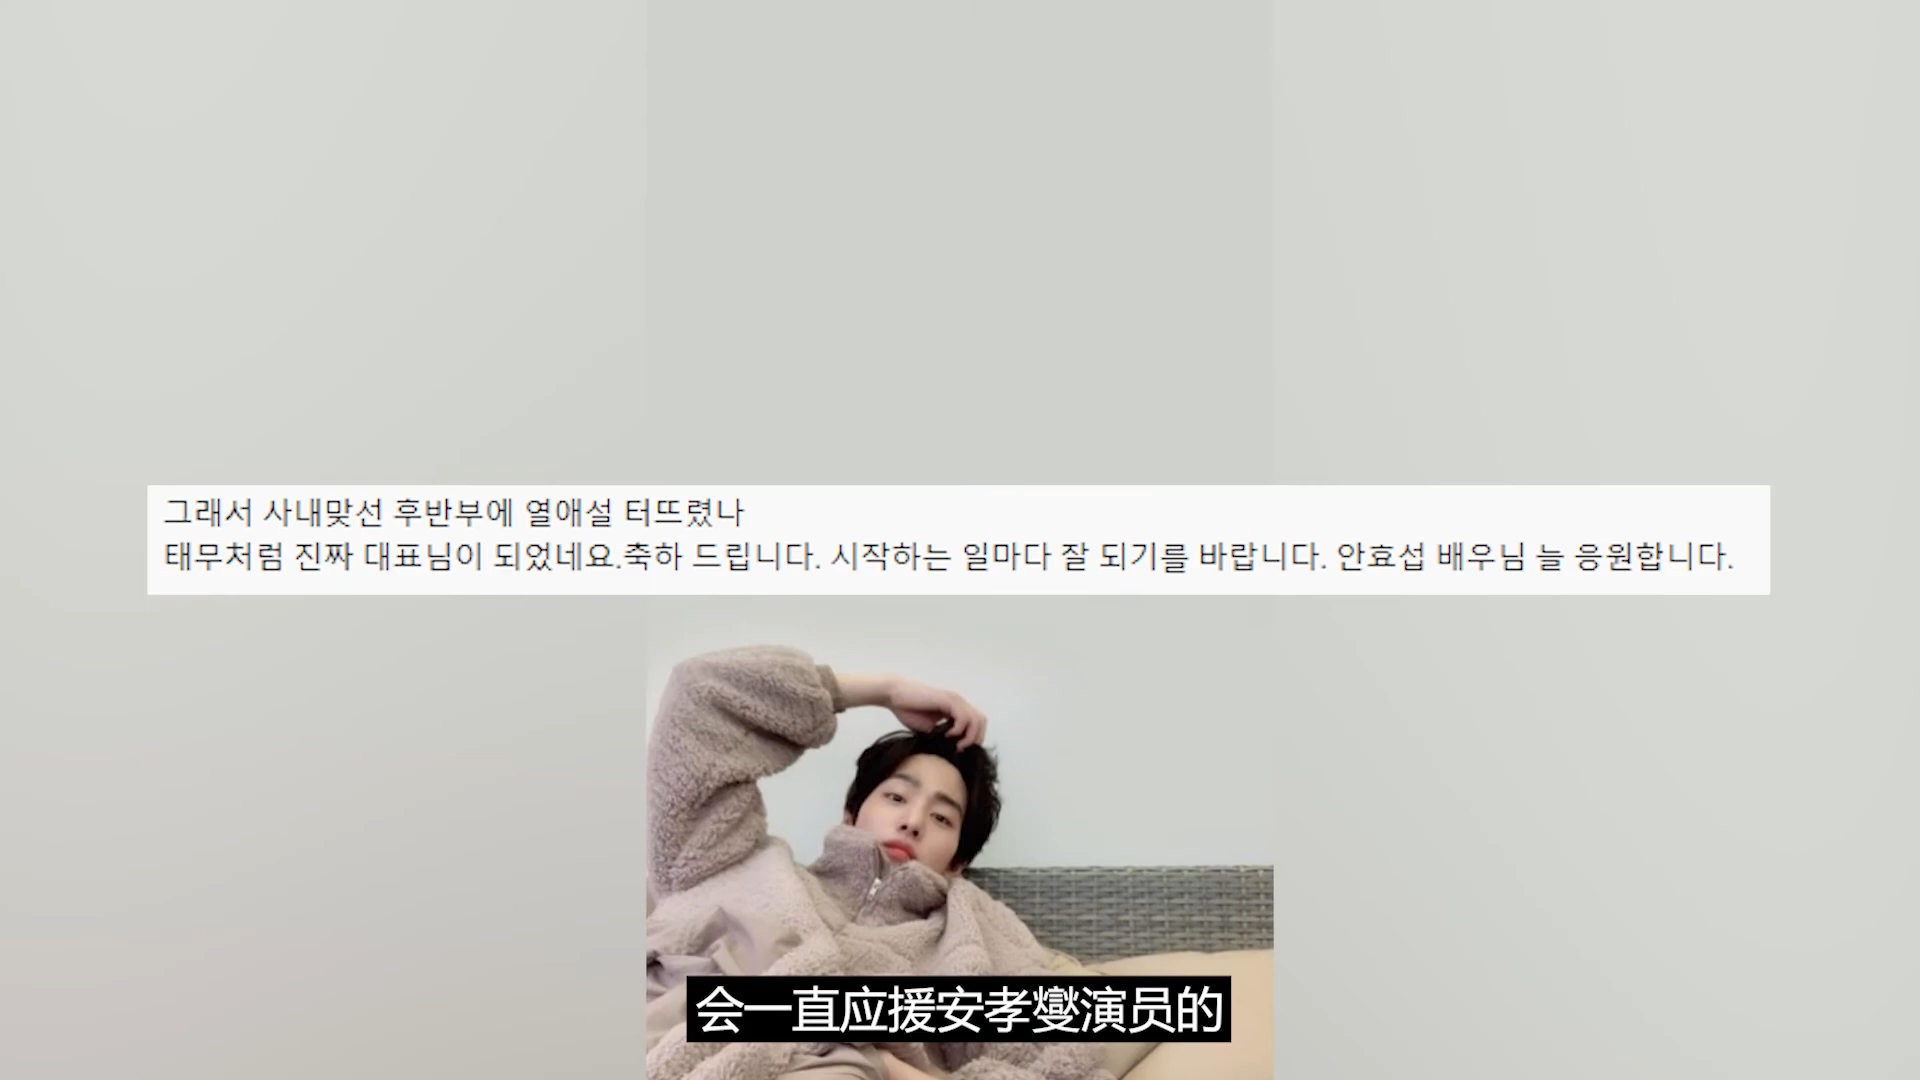 그래서 사내맞선 후반부에 열애설 터뜨렸나
태무처럼 진짜 대표님이 되었네요.축하 드립니다. 시작하는 일마다 잘 되기를 바랍니다. 안효섭 배우님 늘 응원합니다.
会一直应援安孝燮演员的